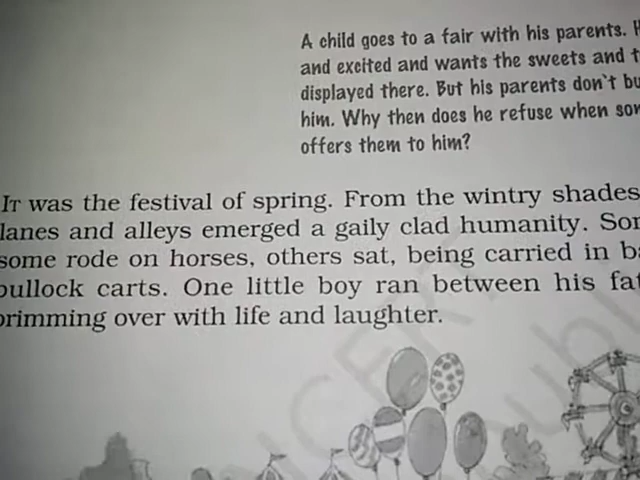 A child goes to a fair with his parents.
and excited and wants the sweets and
displayed there. But his parents don't
him. Why then does he refuse when
offers them to him?
IT was the festival of spring. From the wintry shades
lanes and alleys emerged a gaily clad humanity.
some rode on horses, others sat, being carried in
bullock carts. One little boy ran between his
brimming over with life and laughter.
NCERT